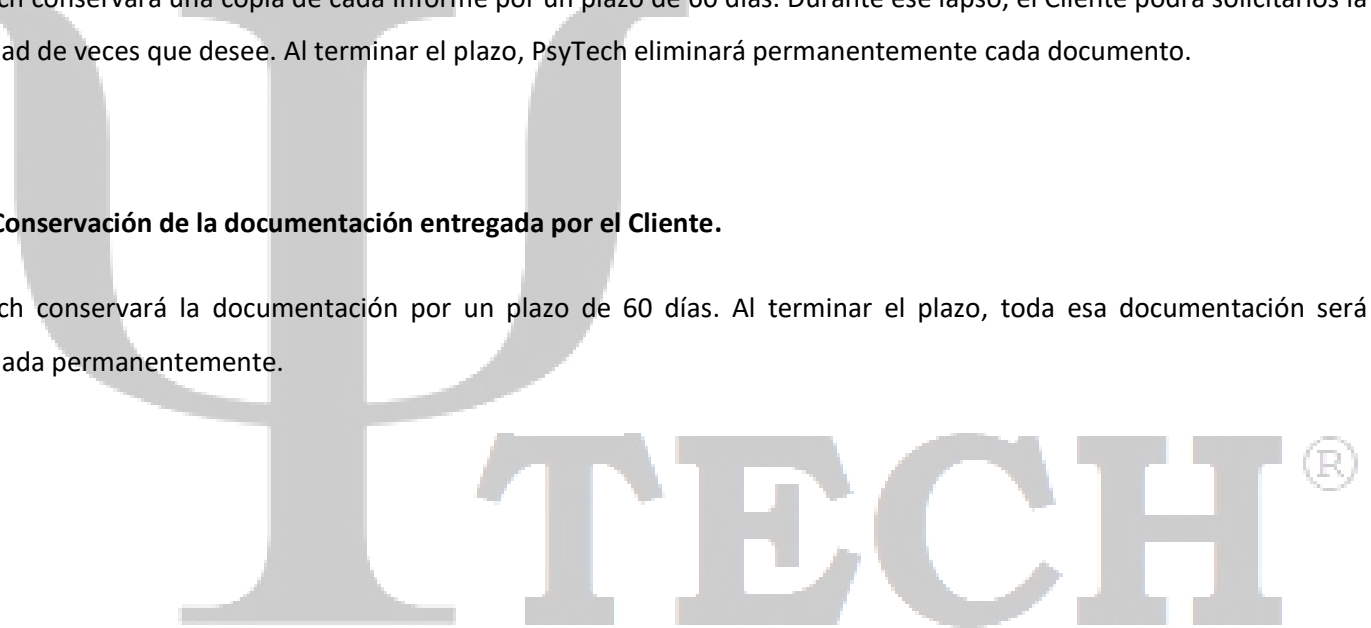 ch conservará una copia de cada informe por un plazo de 60 días. Durante ese lapso, el Cliente podrá solicitarlos la
ad de veces que desee. Al terminar el plazo, PsyTech eliminará permanentemente cada documento.
Conservación de la documentación entregada por el Cliente.
ch conservará la documentación por un plazo de 60 días. Al terminar el plazo, toda esa documentación será
ada permanentemente.
Ψ TECH®